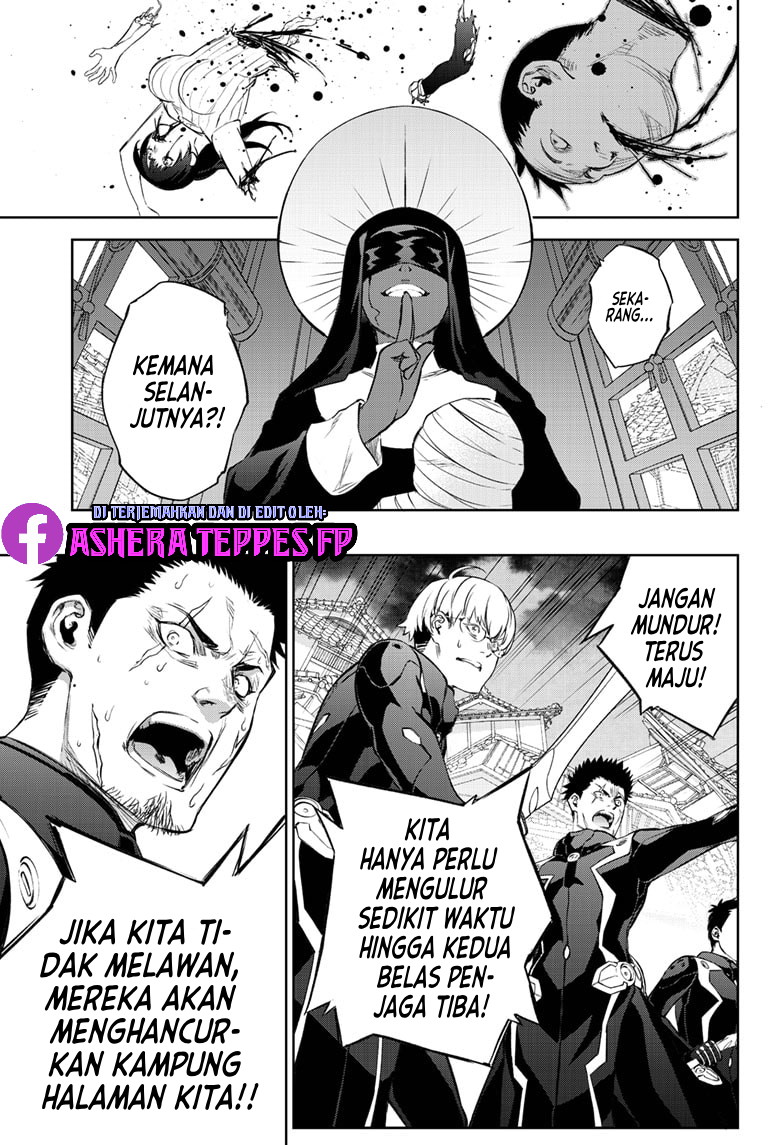 SEKA-
RANG...
KEMANA
SELAN-
JUTNYA?!
DI TERJEMAHKAN DAN DI EDIT OLEH:
ASHERA TEPPES FP
JANGAN
MUNDUR!
TERUS
MAJU!
KITA
HANYA PERLU
MENGULUR
SEDIKIT WAKTU
HINGGA KEDUA
BELAS PEN-
JAGA TIBA!
JIKA KITA TI-
DAK MELAWAN,
MEREKA AKAN
MENGHANCUR-
KAN KAMPUNG
HALAMAN KITA!!